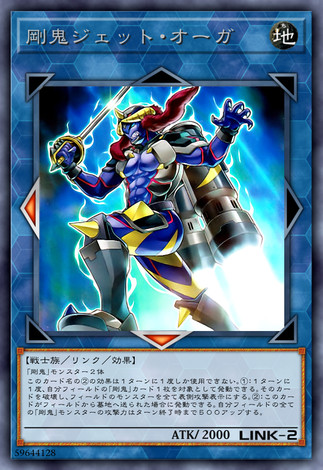 剛鬼ジェット・オーガ
地
【戦士族／リンク／効果】
「剛鬼」モンスター２体
このカード名の②の効果は１ターンに１度しか使用できない。①：１ターンに
１度、自分フィールドの「剛鬼」カード１枚を対象として発動できる。そのカ
ードを破壊し、フィールドのモンスターを全て表側攻撃表示にする。②：このカード
がフィールドから墓地へ送られた場合に発動できる。自分フィールドの全て
の「剛鬼」モンスターの攻撃力はターン終了時まで５００アップする。
ATK/ 2000 LINK-2
59644128